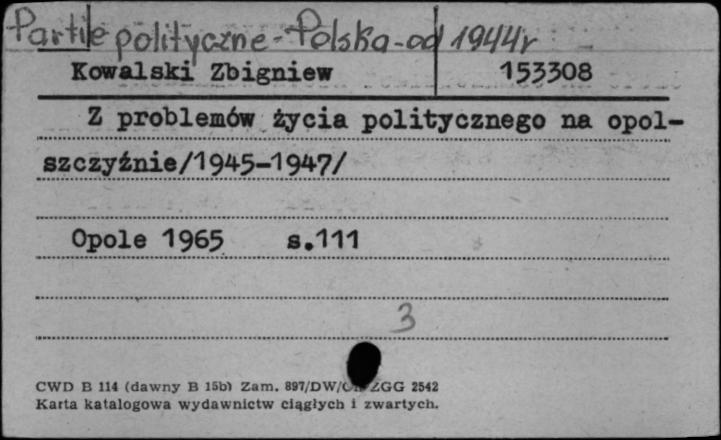 Partie polityczne - Polska - od 1944r
Kowalski Zbigniew 153308
Z problemów życia politycznego na opol-
szczyźnie/1945-1947/
Opole 1965 s.111
3
CWD B 114 (dawny B 15b) Zam. 897/DW/ ZGG 2542
Karta katalogowa wydawnictw ciągłych i zwartych.